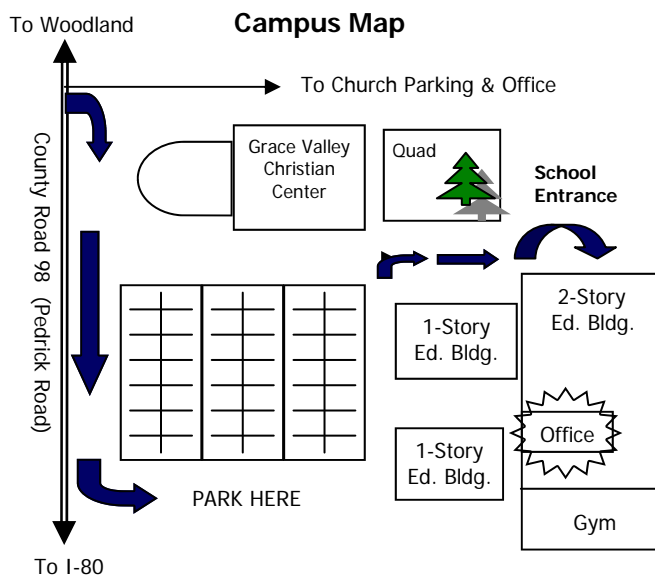 To Woodland
Campus Map
To Church Parking & Office
County Road 98 (Pedrick Road)
Grace Valley
Christian
Center
Quad
School
Entrance
2-Story
Ed. Bldg.
1-Story
Ed. Bldg.
Office
1-Story
Ed. Bldg.
PARK HERE
Gym
To I-80